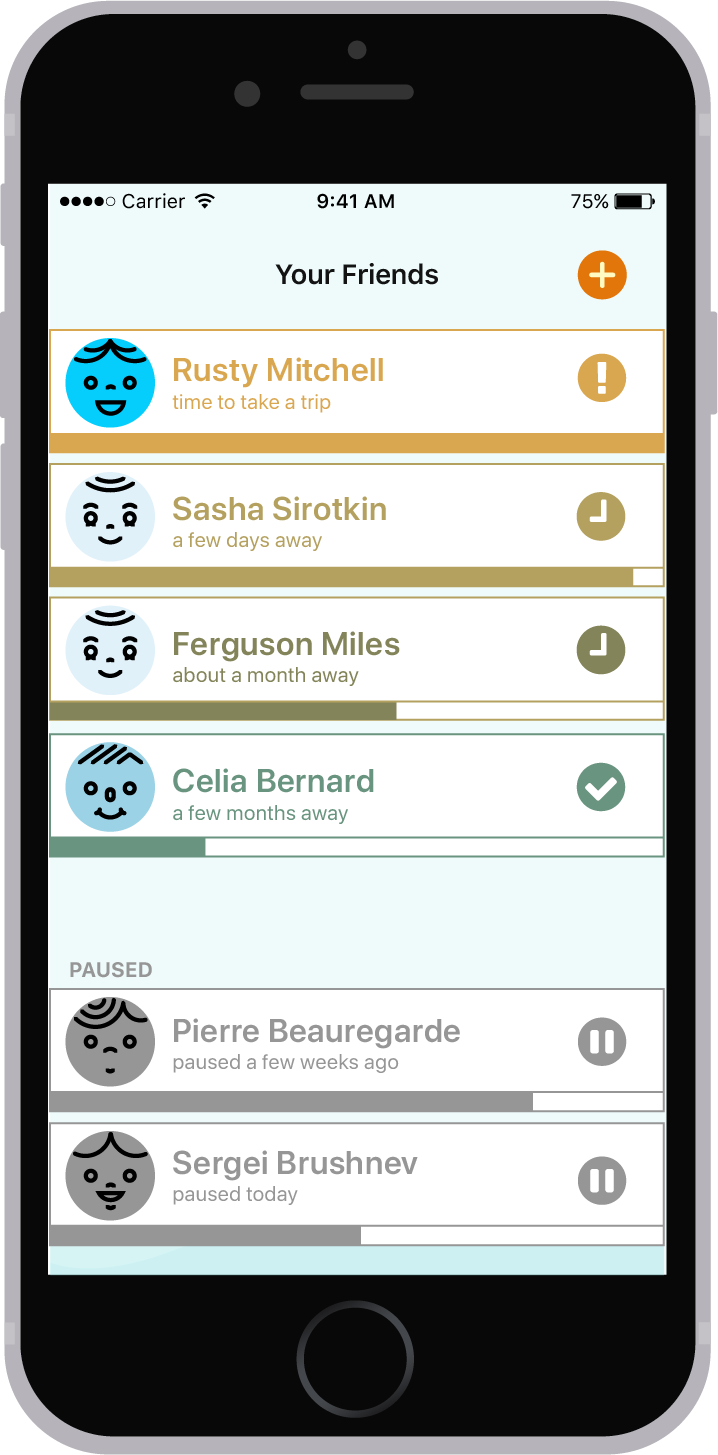 Carrier 9:41 AM 75%
Your Friends
Rusty Mitchell
time to take a trip
Sasha Sirotkin
a few days away
Ferguson Miles
about a month away
Celia Bernard
a few months away
PAUSED
Pierre Beauregarde
paused a few weeks ago
Sergei Brushnev
paused today